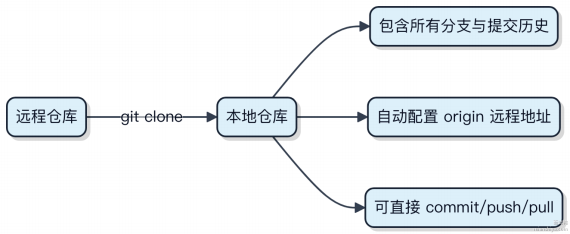 包含所有分支与提交历史
远程仓库
git clone
本地仓库
自动配置 origin 远程地址
可直接 commit/push/pull